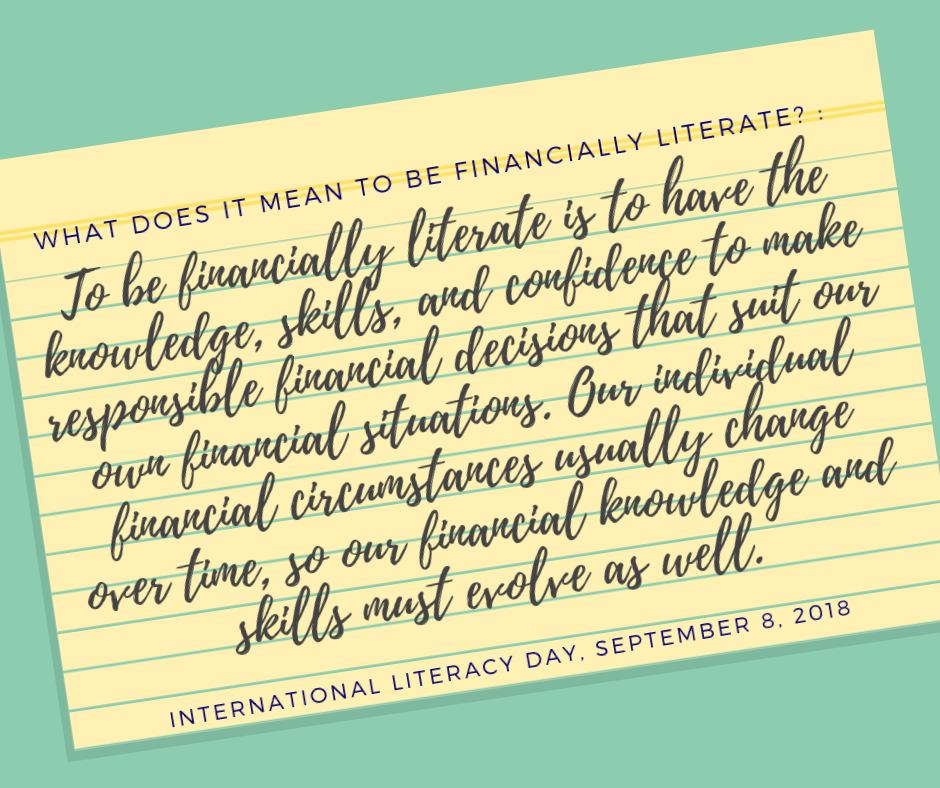 WHAT DOES IT MEAN TO BE FINANCIALLY LITERATE? :
To be financially literate is to have the
knowledge, skills, and confidence to make
responsible financial decisions that suit our
own financial situations. Our individual
financial circumstances usually change
over time, so our financial knowledge and
skills must evolve as well.
INTERNATIONAL LITERACY DAY, SEPTEMBER 8, 2018